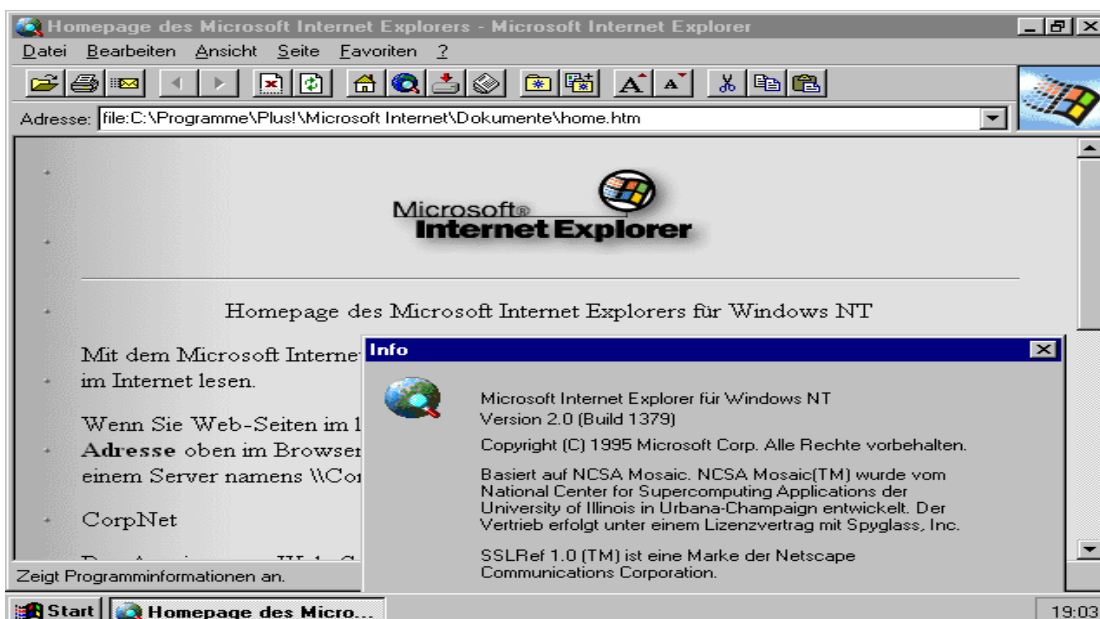 Homepage des Microsoft Internet Explorers - Microsoft Internet Explorer
Datei Bearbeiten Ansicht Seite Favoriten ?
Adresse: file:C:\Programme\Plus!\Microsoft Internet\Dokumente\home.htm
Microsoft®
Internet Explorer
Homepage des Microsoft Internet Explorers für Windows NT
Mit dem Microsoft
im Internet lesen.
Wenn Sie Web-Seiten im
Adresse oben im Browser
einem Server namens
CorpNet
Info
Microsoft Internet Explorer für Windows NT
Version 2.0 (Build 1379)
Copyright (C) 1995 Microsoft Corp. Alle Rechte vorbehalten.
Basiert auf NCSA Mosaic. NCSA Mosaic(TM) wurde vom
National Center for Supercomputing Applications der
University of Illinois in Urbana-Champaign entwickelt. Der
Vertrieb erfolgt unter einem Lizenzvertrag mit Spyglass, Inc.
SSLRef 1.0 (TM) ist eine Marke der Netscape
Communications Corporation.
Zeigt Programminformationen an.
Start Homepage des Micro... 19:03